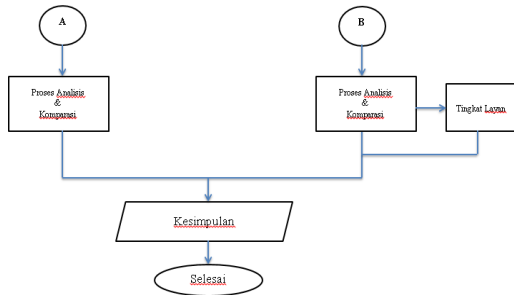 A
B
Proses Analisis
&
Komparasi
Proses Analisis
&
Komparasi
Tingkat Layan
Kesimpulan
Selesai